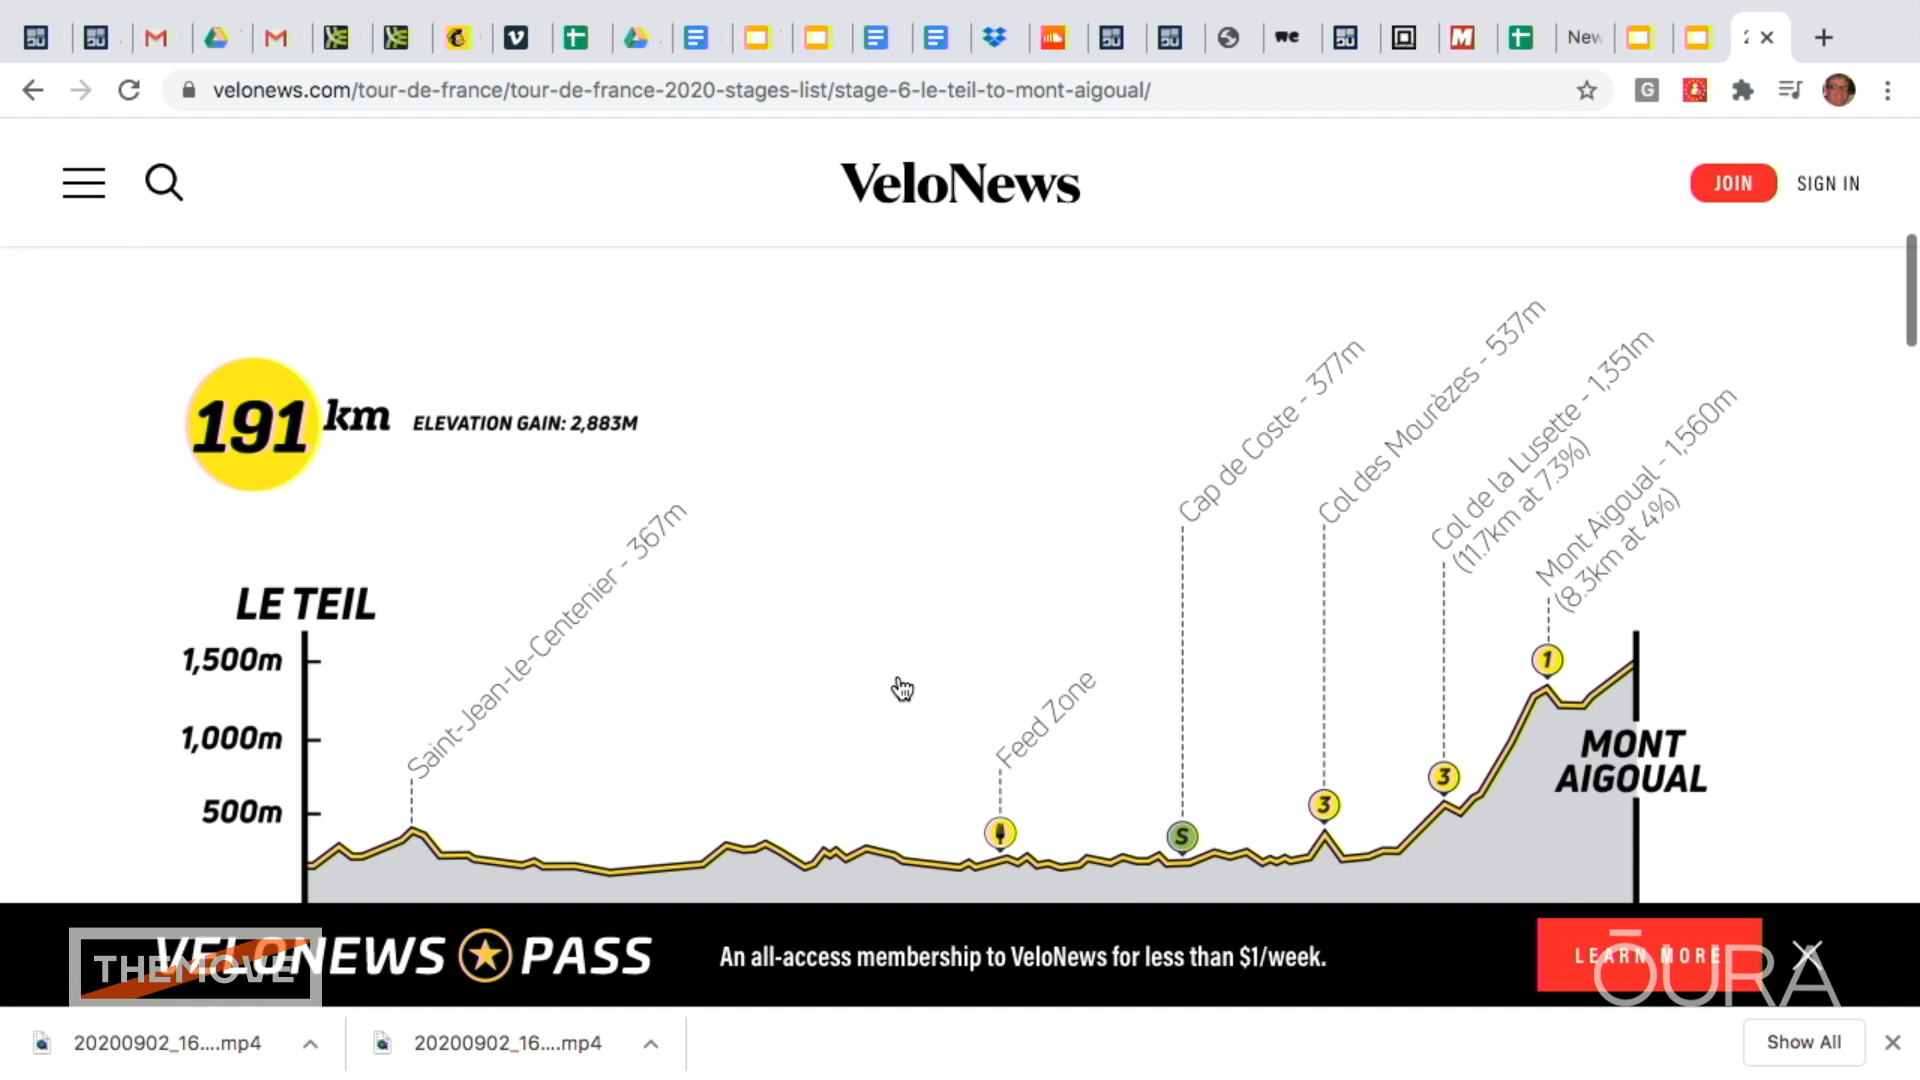 New
velonews.com/tour-de-france/tour-de-france-2020-stages-list/stage-6-le-teil-to-mont-aigoual/
VeloNews
JOIN
SIGN IN
191 km
ELEVATION GAIN: 2,883M
Saint-Jean-le-Centenier - 367m
Feed Zone
Cap de Coste - 377m
Col des Mourèzes - 537m
Col de la Lusette - 1,351m
(11.7km at 7.3%)
Mont Aigoual - 1,560m
(8.3km at 4%)
LE TEIL
1,500m
1,000m
500m
S
3
3
1
MONT
AIGOUAL
VELONEWS PASS
THEMOVE
An all-access membership to VeloNews for less than $1/week.
LEARN MORE
ŌURA
20200902_16....mp4
20200902_16....mp4
Show All